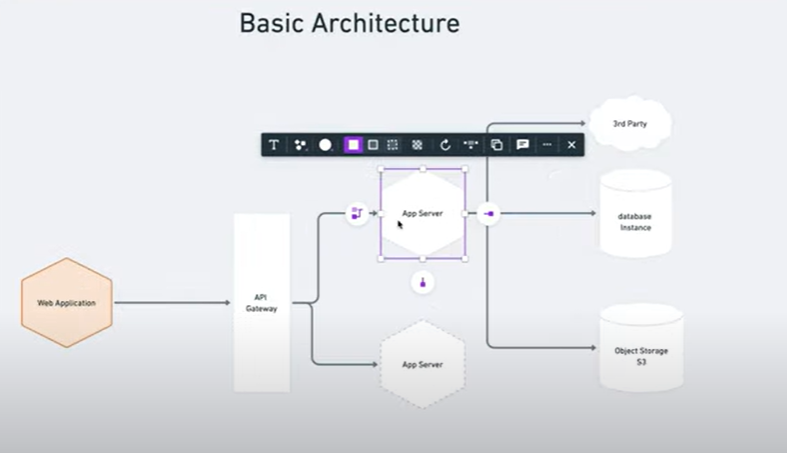 Basic Architecture
3rd Party
T
App Server
database
Instance
Web Application
API
Gateway
App Server
Object Storage
S3